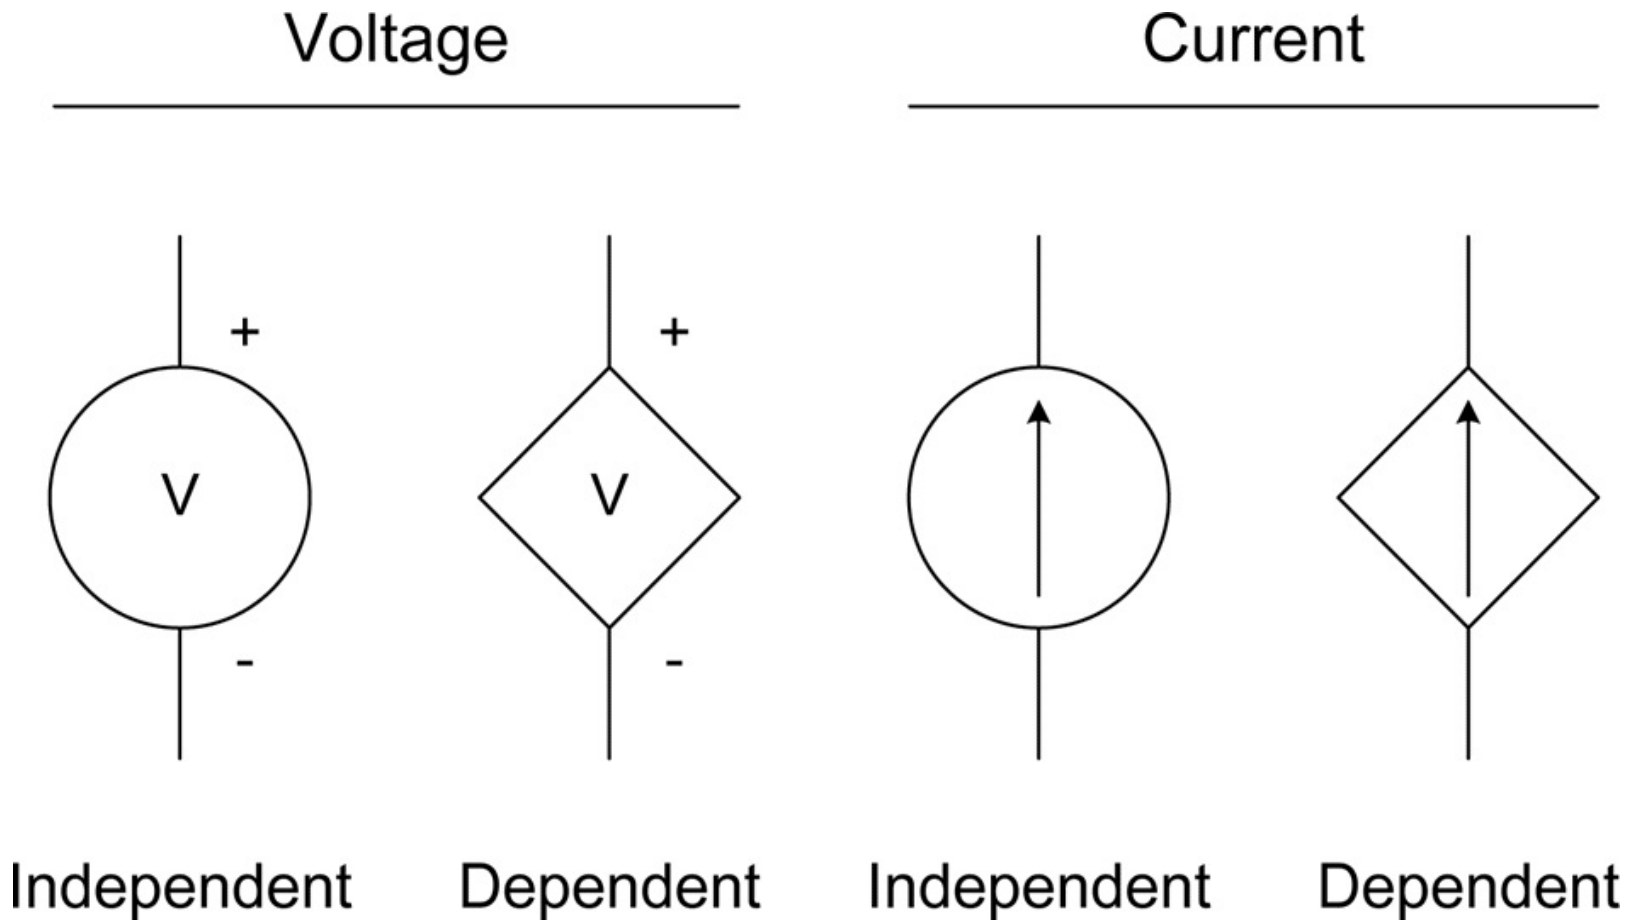 Voltage Current
+ +
V V
- -
Independent Dependent Independent Dependent